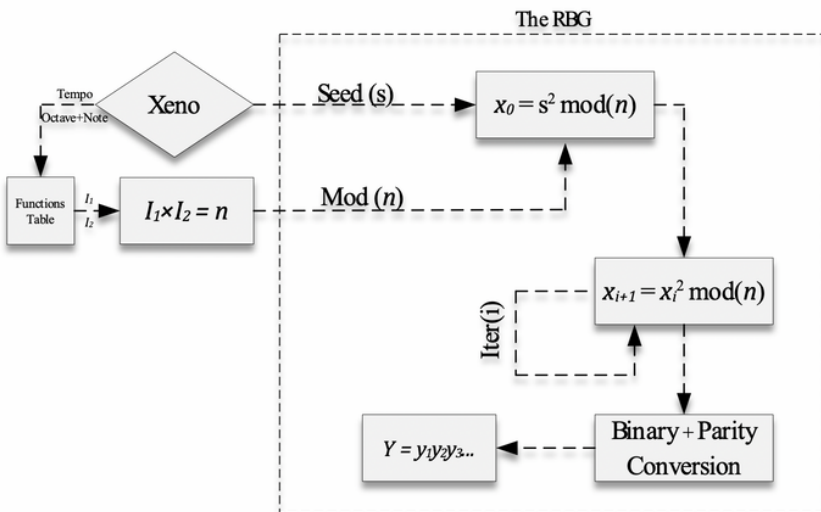 The RBG
Tempo
Octave+Note
Xeno
Seed (s)
x₀ = s² mod(n)
Functions
Table
I₁
I₂
I₁×I₂ = n
Mod (n)
xᵢ₊₁ = xᵢ² mod(n)
Iter(i)
Y = y₁y₂y₃...
Binary + Parity
Conversion